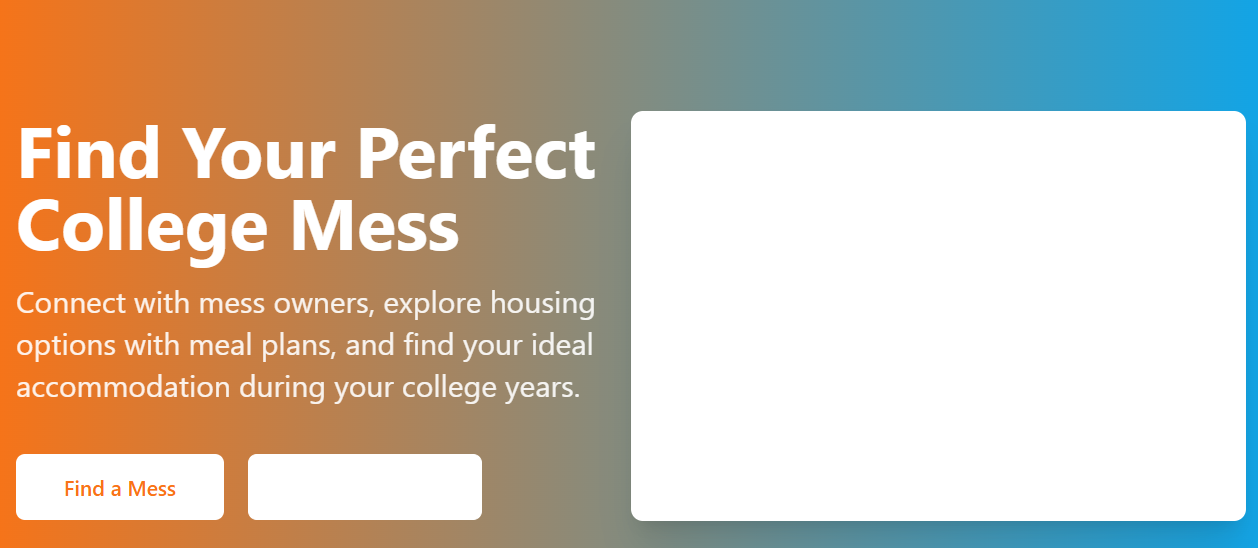 Find Your Perfect
College Mess
Connect with mess owners, explore housing
options with meal plans, and find your ideal
accommodation during your college years.
Find a Mess